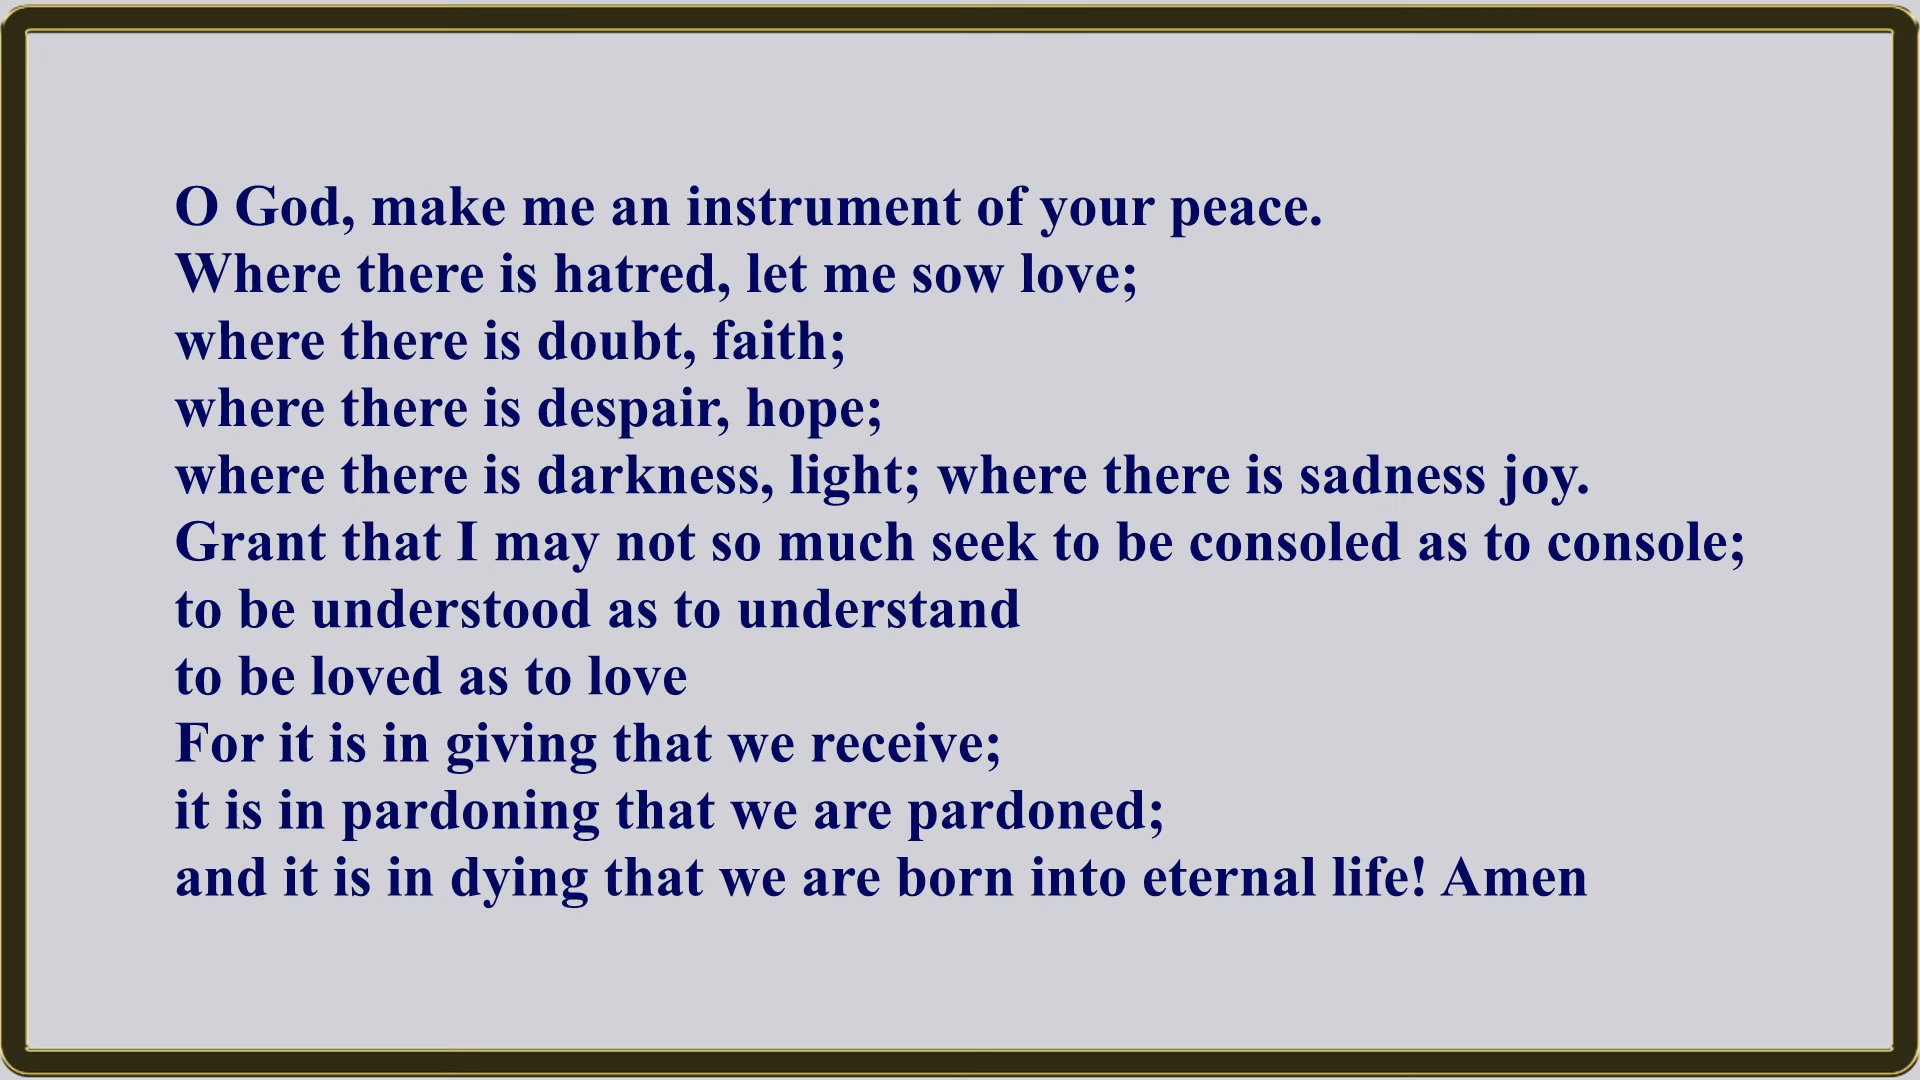 O God, make me an instrument of your peace.
Where there is hatred, let me sow love;
where there is doubt, faith;
where there is despair, hope;
where there is darkness, light; where there is sadness joy.
Grant that I may not so much seek to be consoled as to console;
to be understood as to understand
to be loved as to love
For it is in giving that we receive;
it is in pardoning that we are pardoned;
and it is in dying that we are born into eternal life! Amen